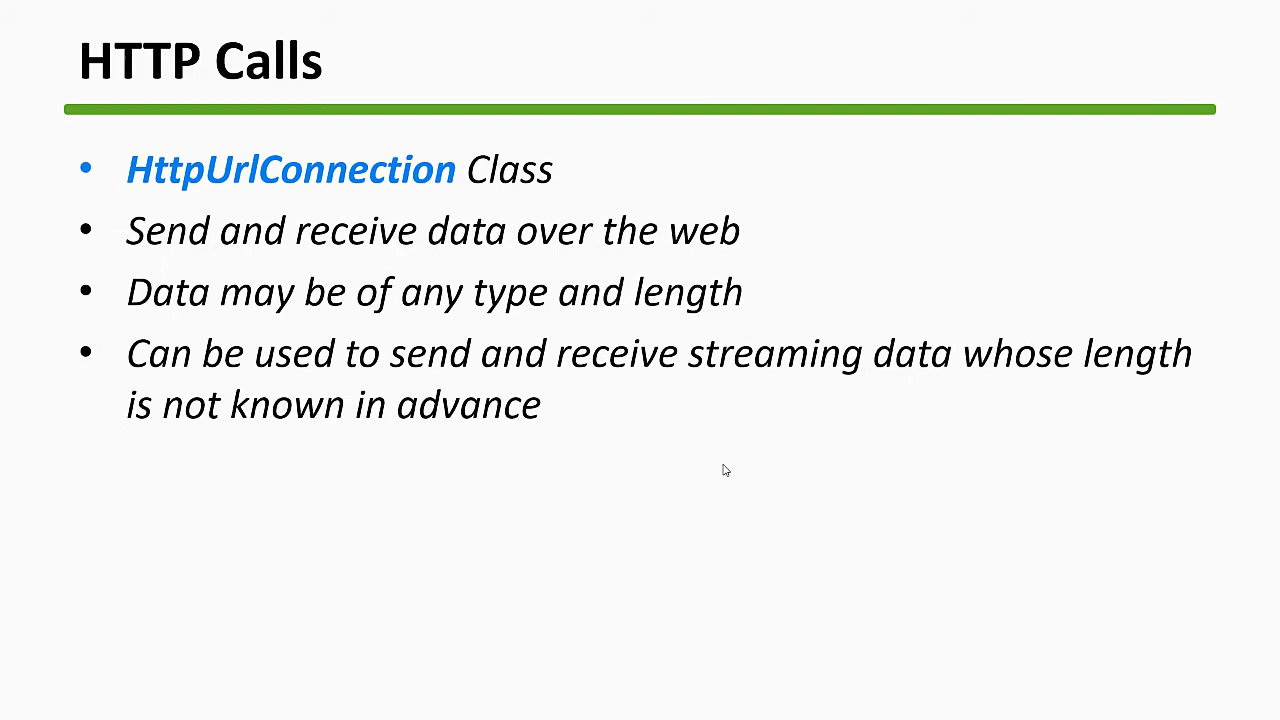 HTTP Calls
• HttpUrlConnection Class
• Send and receive data over the web
• Data may be of any type and length
• Can be used to send and receive streaming data whose length
is not known in advance